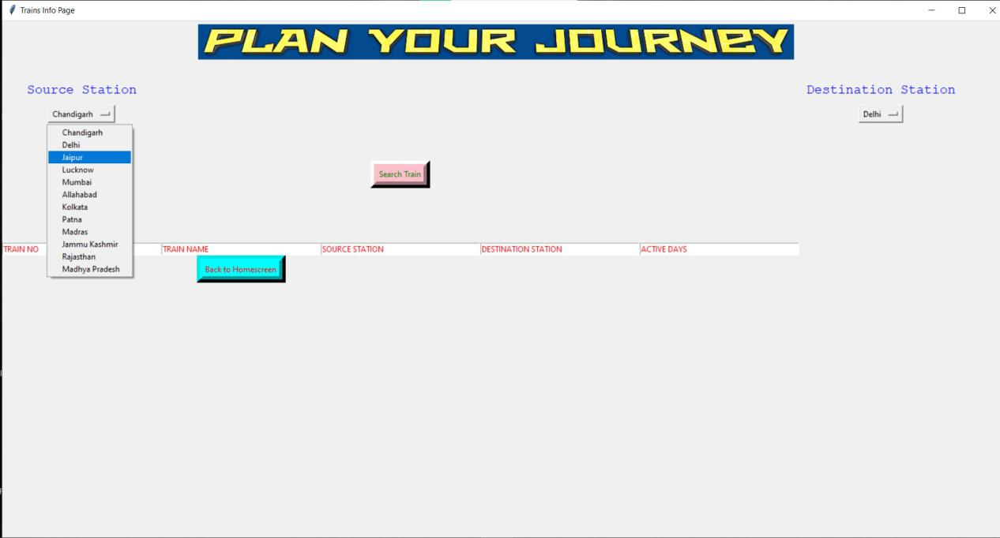 Trains Info Page
PLAN YOUR JOURNEY
Source Station
Destination Station
Chandigarh
Delhi
Chandigarh
Delhi
Jaipur
Lucknow
Mumbai
Allahabad
Kolkata
Patna
Madras
Jammu Kashmir
Rajasthan
Madhya Pradesh
Search Train
TRAIN NO TRAIN NAME SOURCE STATION DESTINATION STATION ACTIVE DAYS
Back to Homescreen